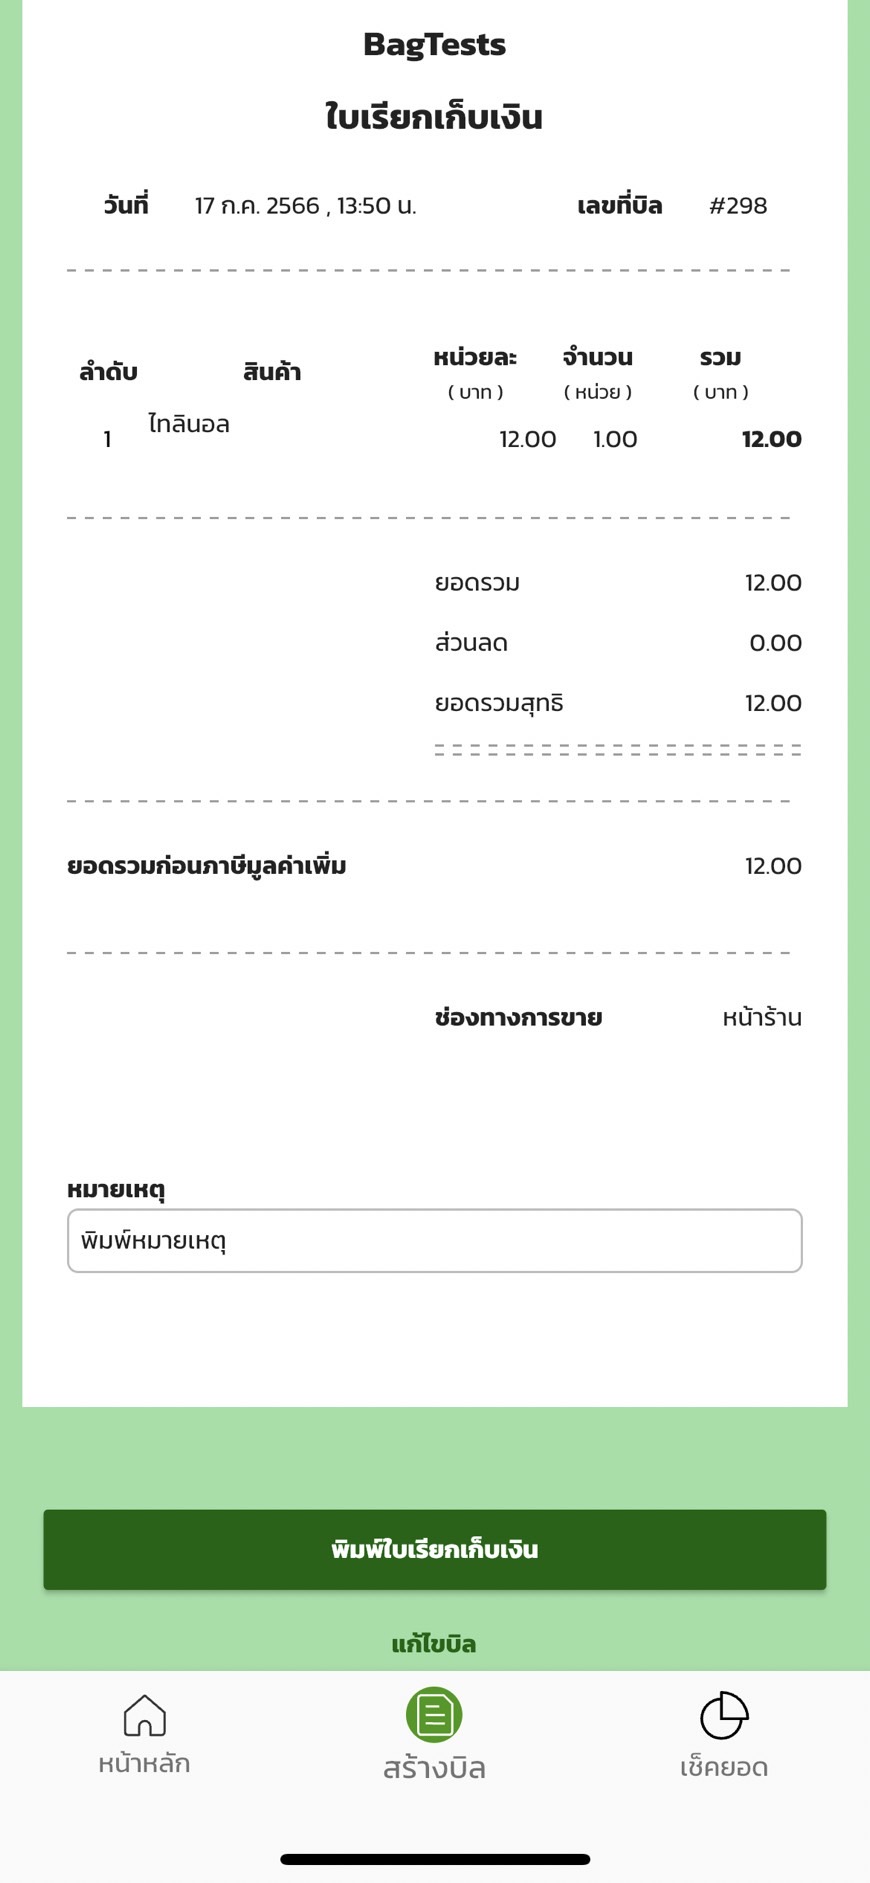 BagTests
ใบเรียกเก็บเงิน
วันที่ 17 ก.ค. 2566 , 13:50 น. เลขที่บิล #298
ลำดับ สินค้า หน่วยละ จำนวน รวม
( บาท ) ( หน่วย ) ( บาท )
1 ไทลินอล 12.00 1.00 12.00
ยอดรวม 12.00
ส่วนลด 0.00
ยอดรวมสุทธิ 12.00
ยอดรวมก่อนภาษีมูลค่าเพิ่ม 12.00
ช่องทางการขาย หน้าร้าน
หมายเหตุ
พิมพ์หมายเหตุ
พิมพ์ใบเรียกเก็บเงิน
แก้ไขบิล
หน้าหลัก สร้างบิล เช็คยอด